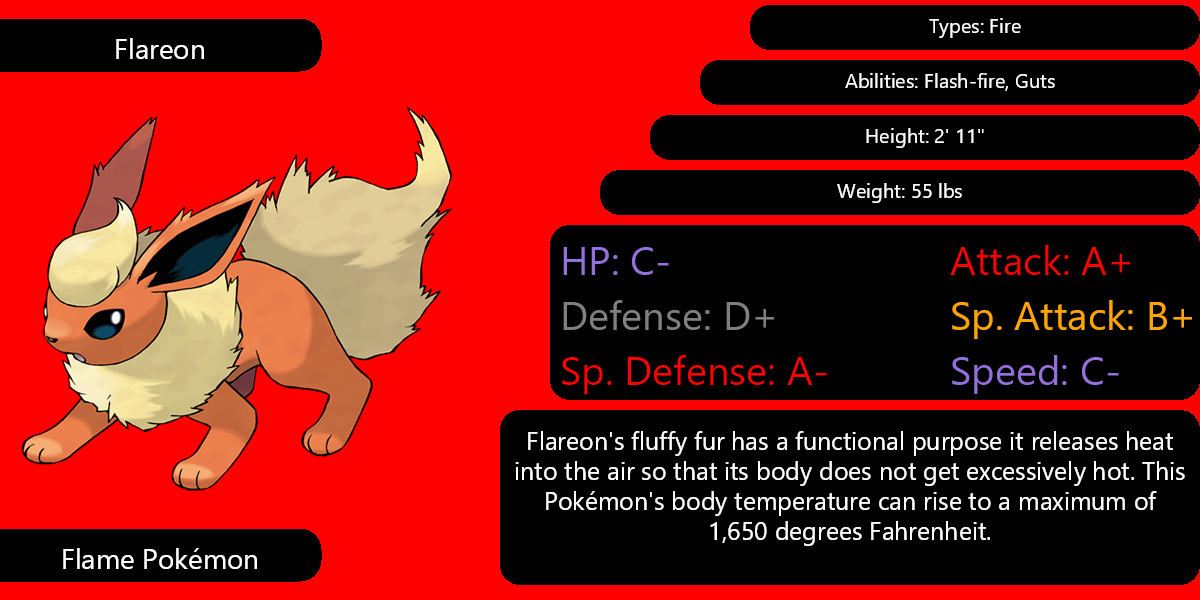 Flareon
Types: Fire
Abilities: Flash-fire, Guts
Height: 2' 11"
Weight: 55 lbs
HP: C-
Attack: A+
Defense: D+
Sp. Attack: B+
Sp. Defense: A-
Speed: C-
Flareon's fluffy fur has a functional purpose it releases heat
into the air so that its body does not get excessively hot. This
Pokémon's body temperature can rise to a maximum of
1,650 degrees Fahrenheit.
Flame Pokémon